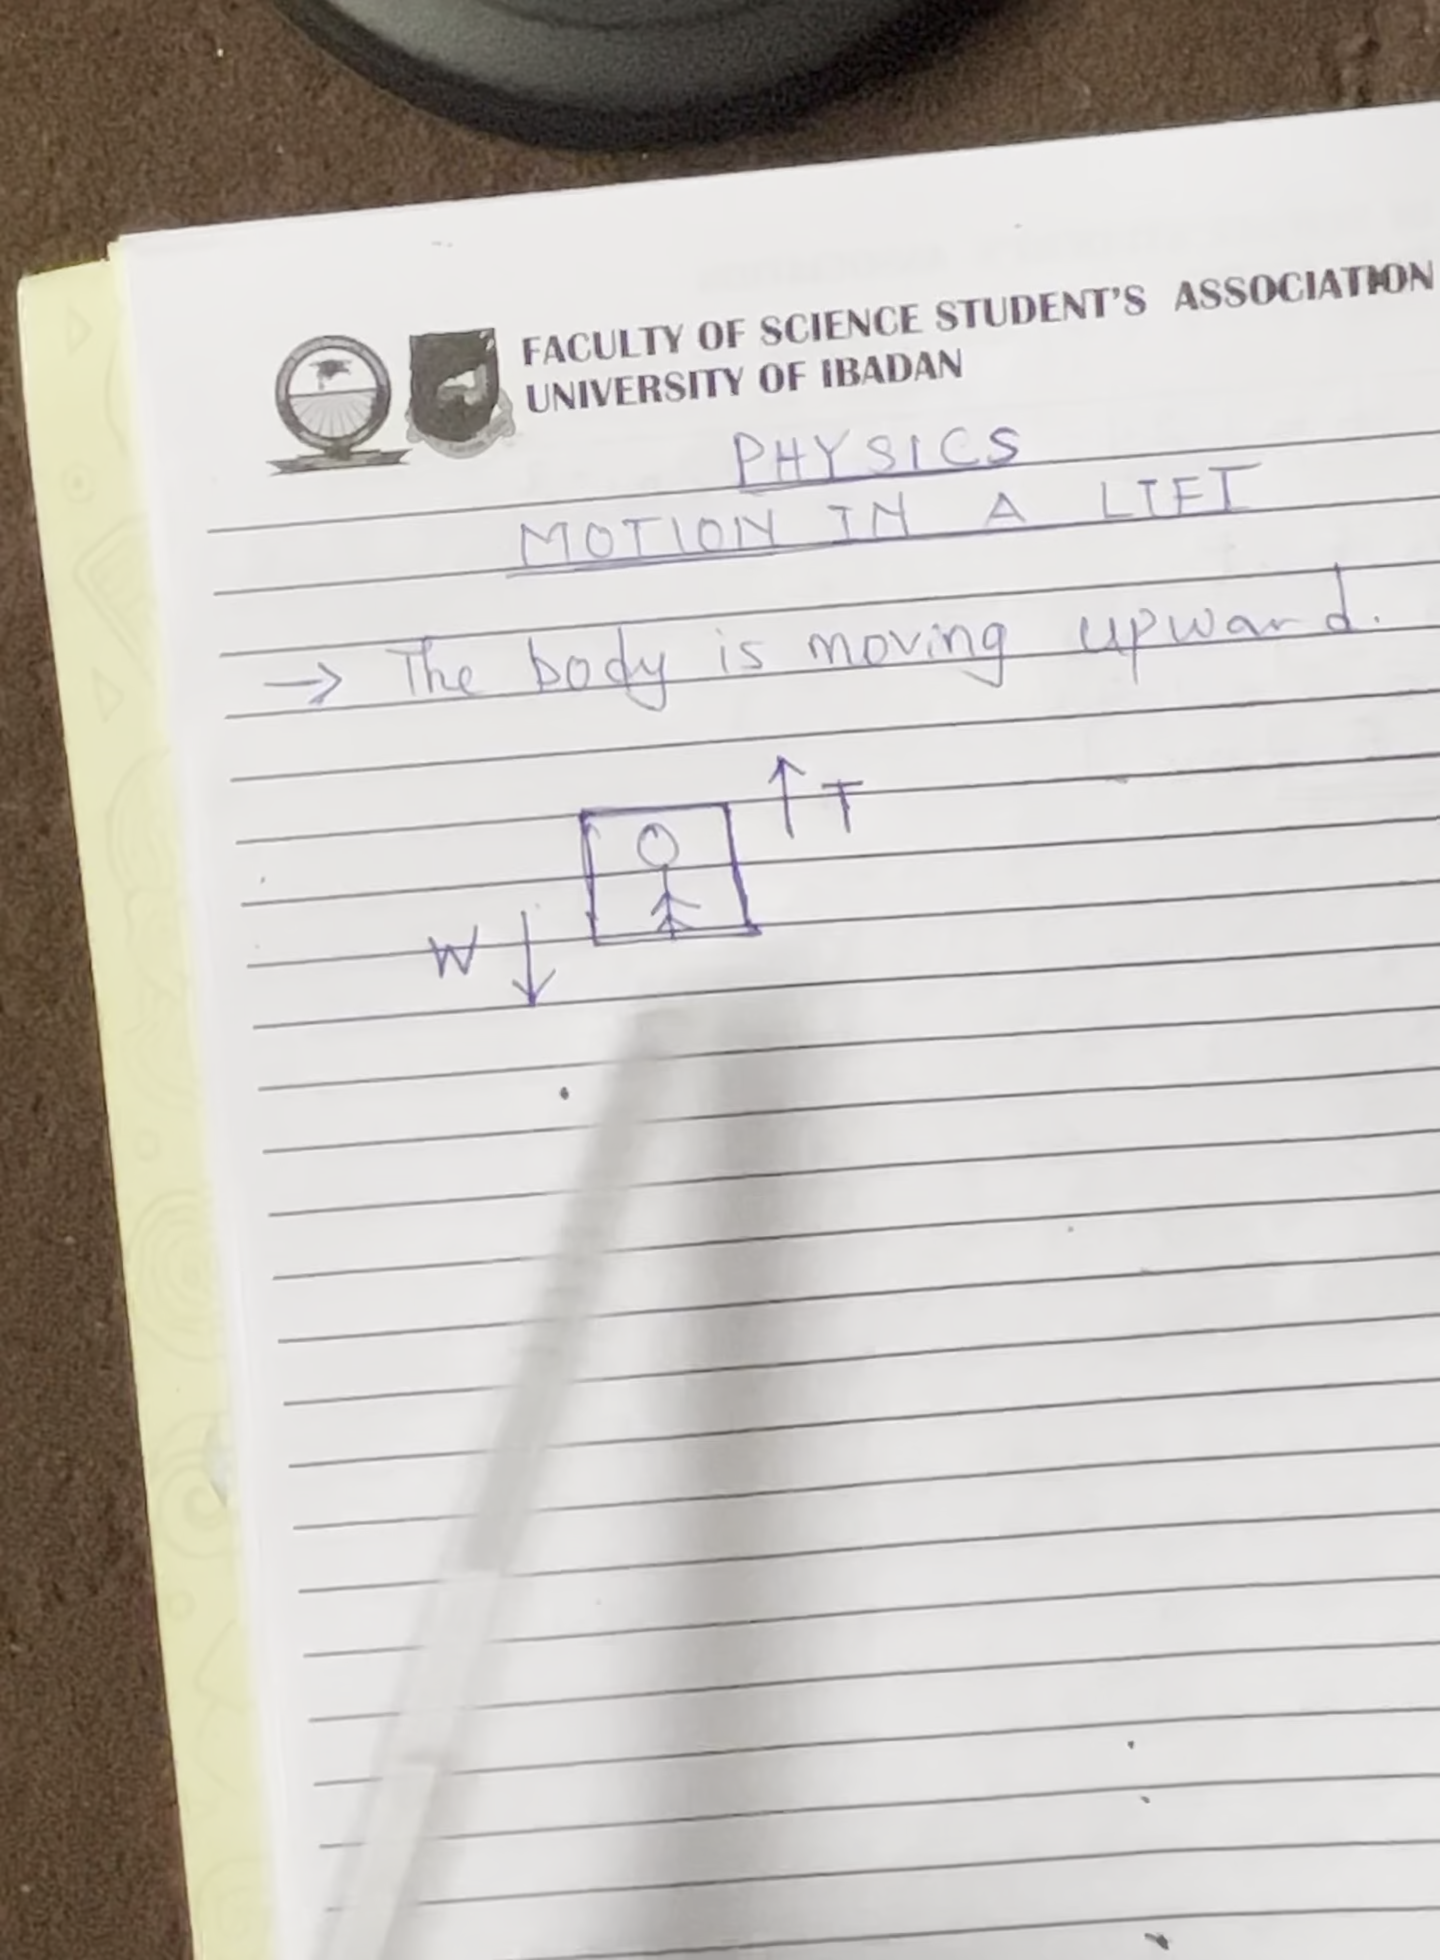 FACULTY OF SCIENCE STUDENT'S ASSOCIATION
UNIVERSITY OF IBADAN
PHYSICS
MOTION IN A LIFT
→ The body is moving upward.
T
W